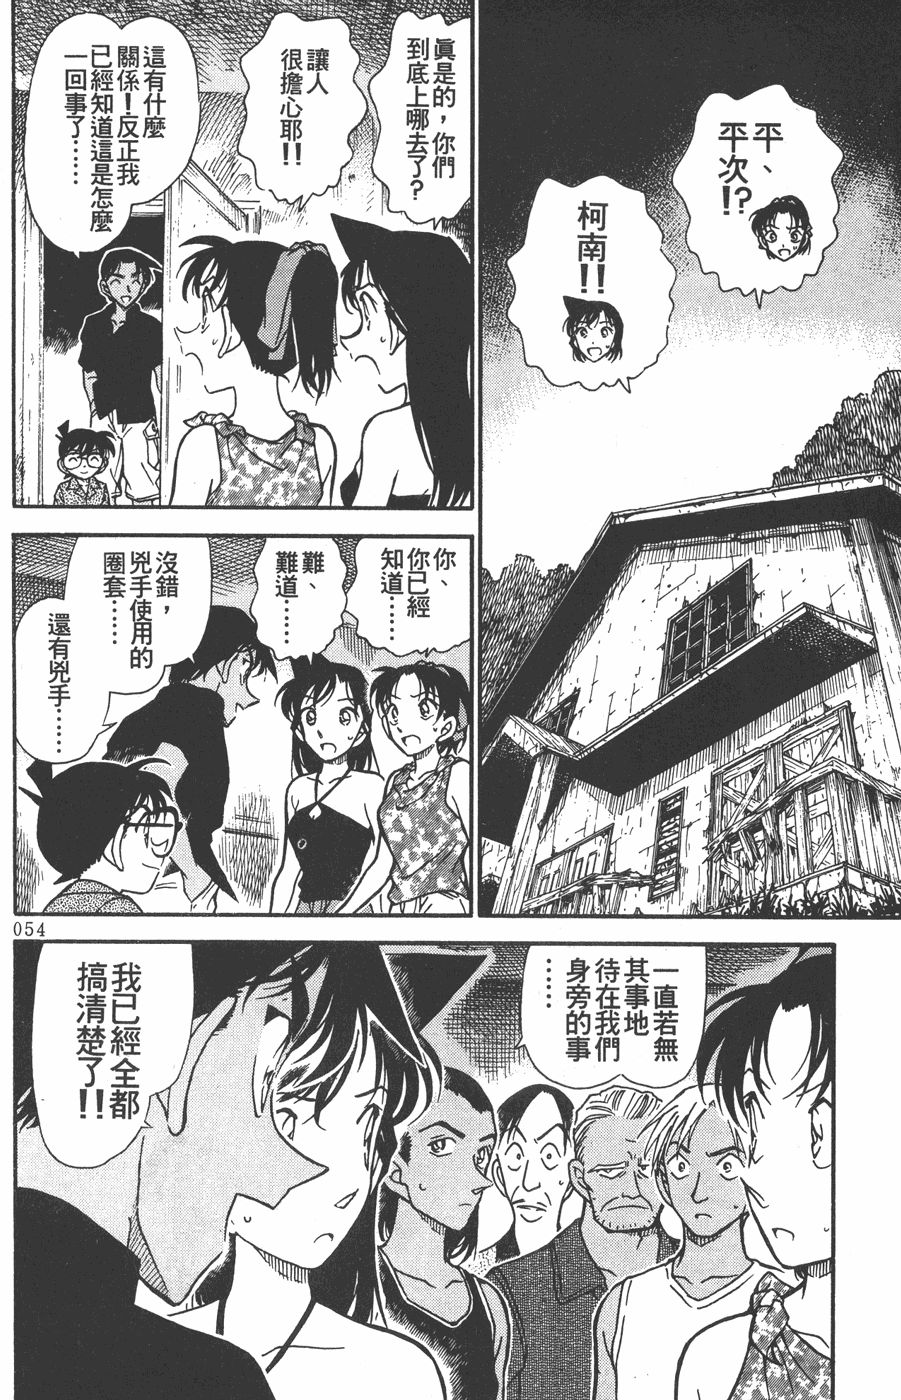 平、
平次!?
柯南!!
眞是的，你們
到底上哪去了?
讓人
很擔心耶!!
這有什麼
關係!反正我
已經知道這是怎麼
一回事了……
你、
你已經
知道……
難、
難道……
沒錯，
兇手使用的
圈套……
還有兇手……
054
一直若無
其事地
待在我們
身旁的事
……
我已經全都
搞清楚了!!